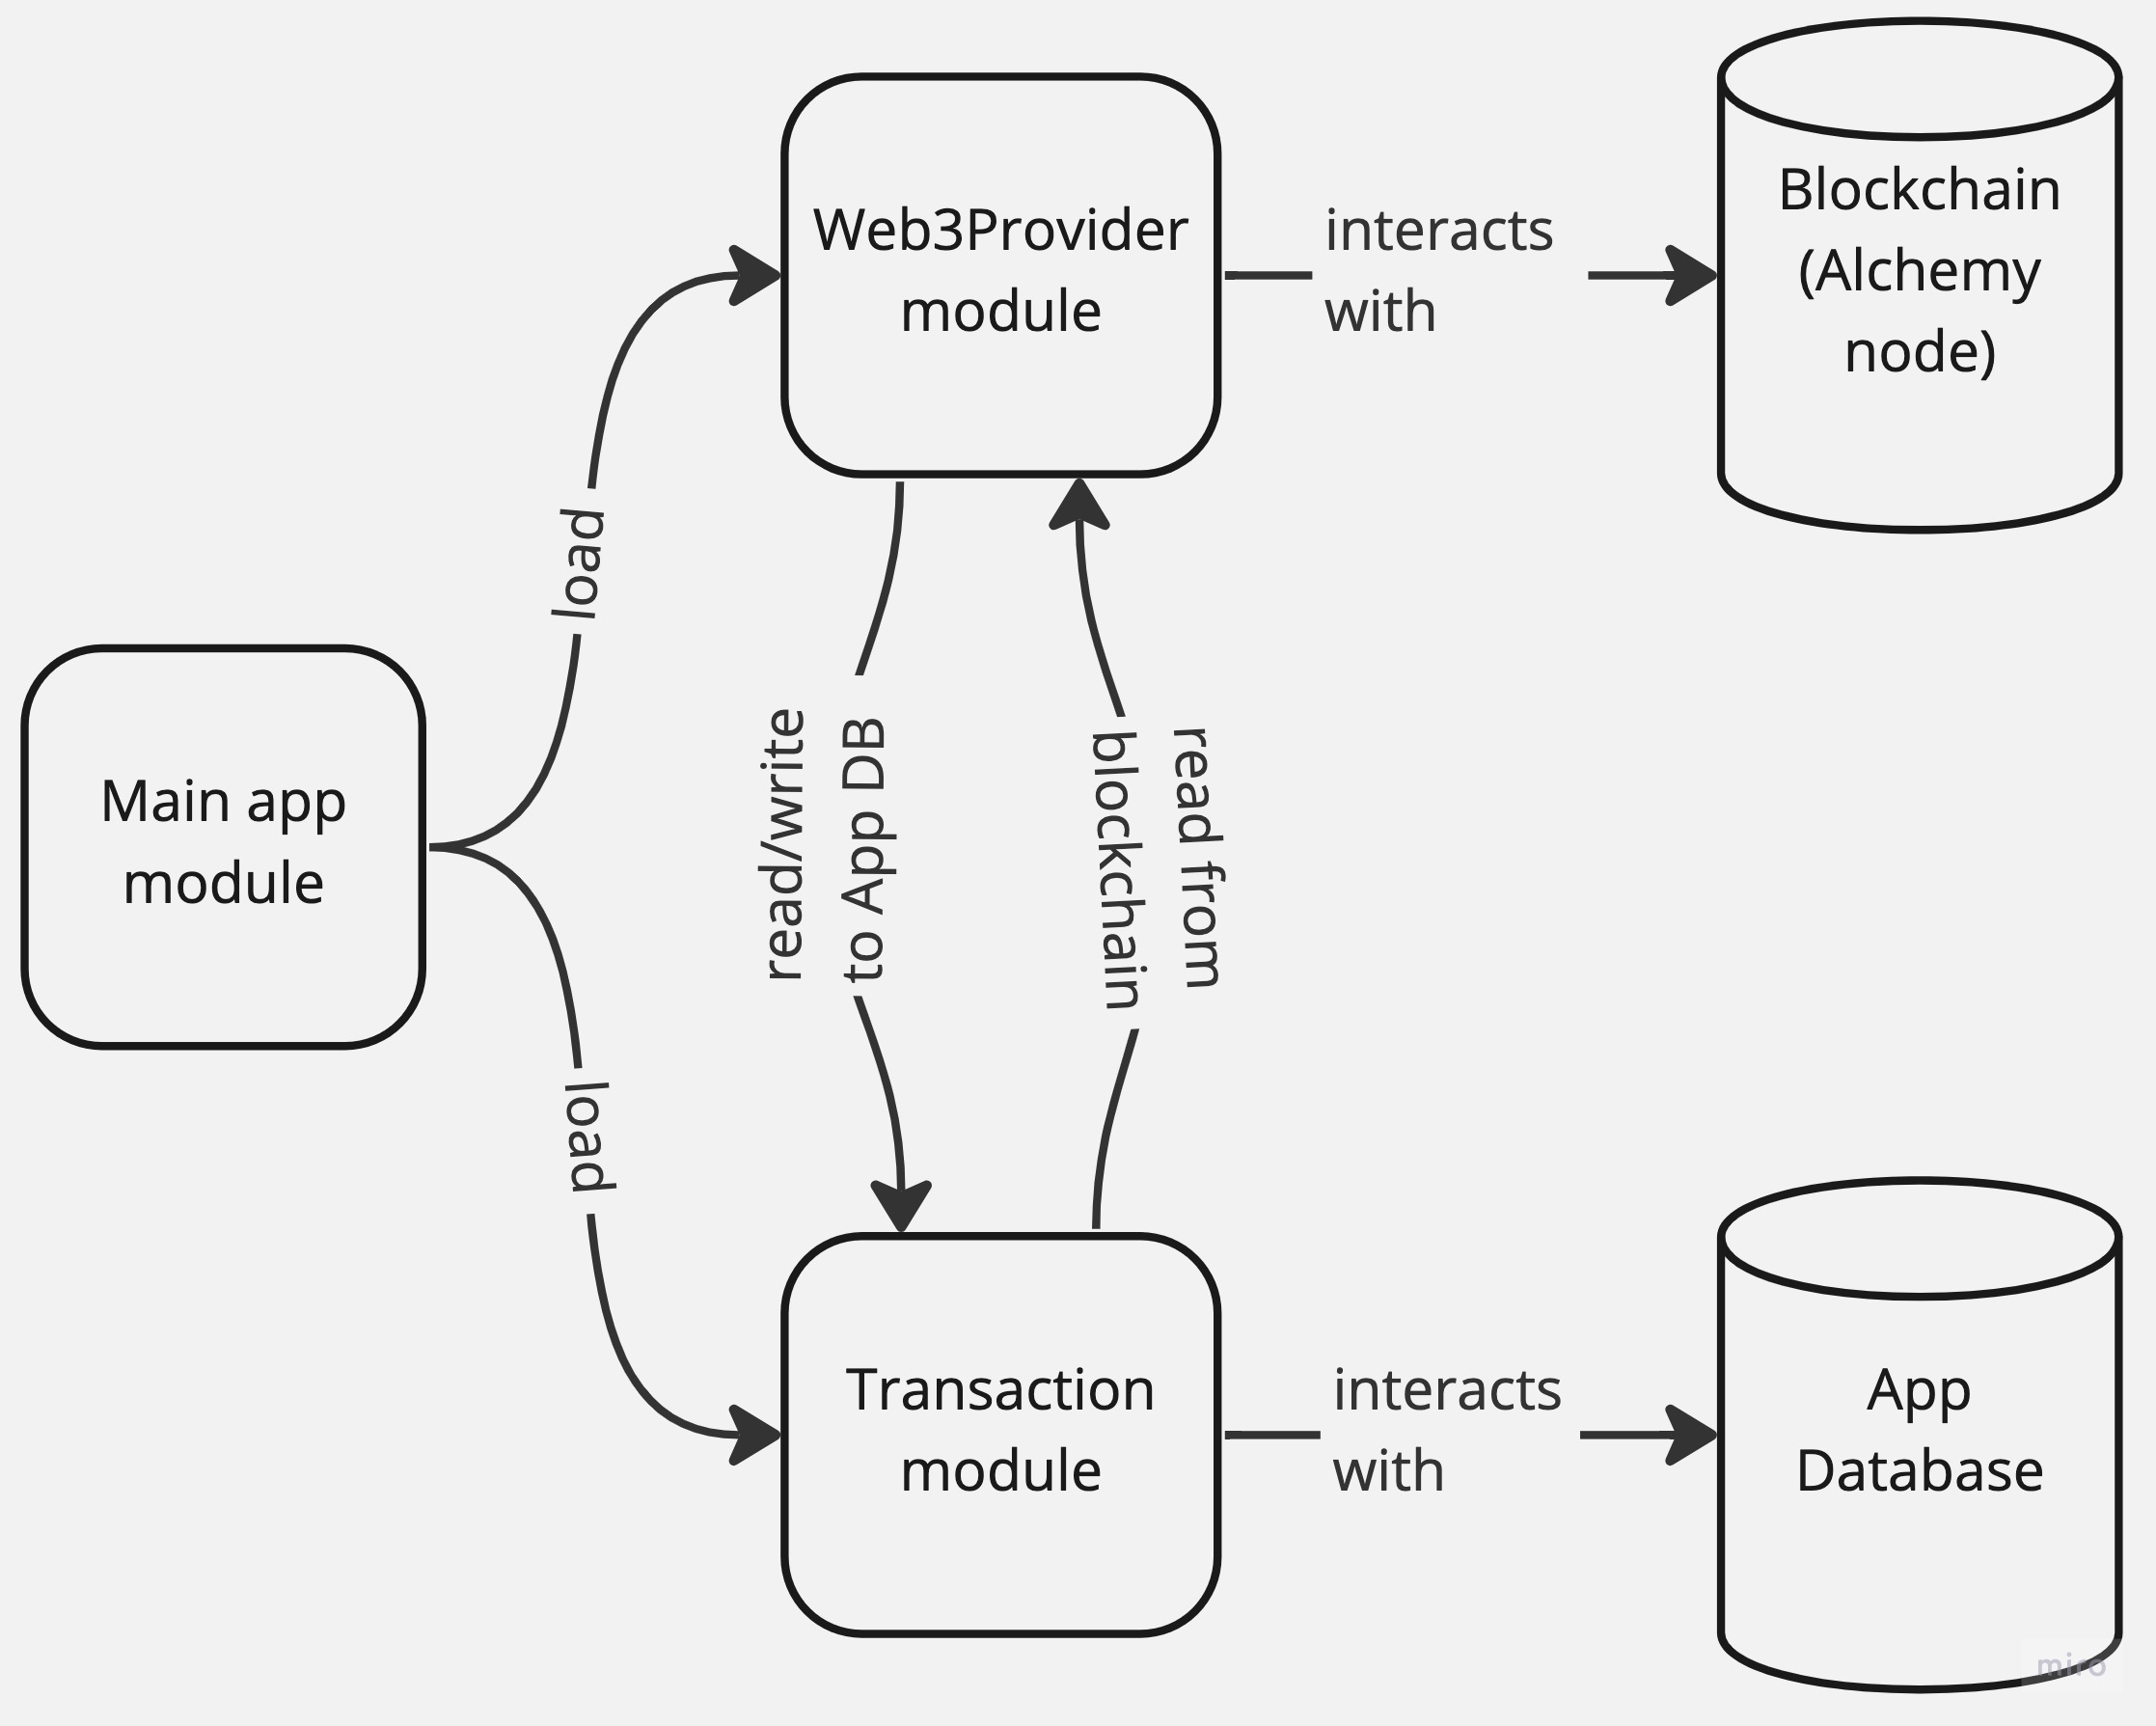 Web3Provider
module
interacts
with
Blockchain
(Alchemy
node)
load
Main app
module
read/write
to App DB
read from
blockchain
load
Transaction
module
interacts
with
App
Database
miro